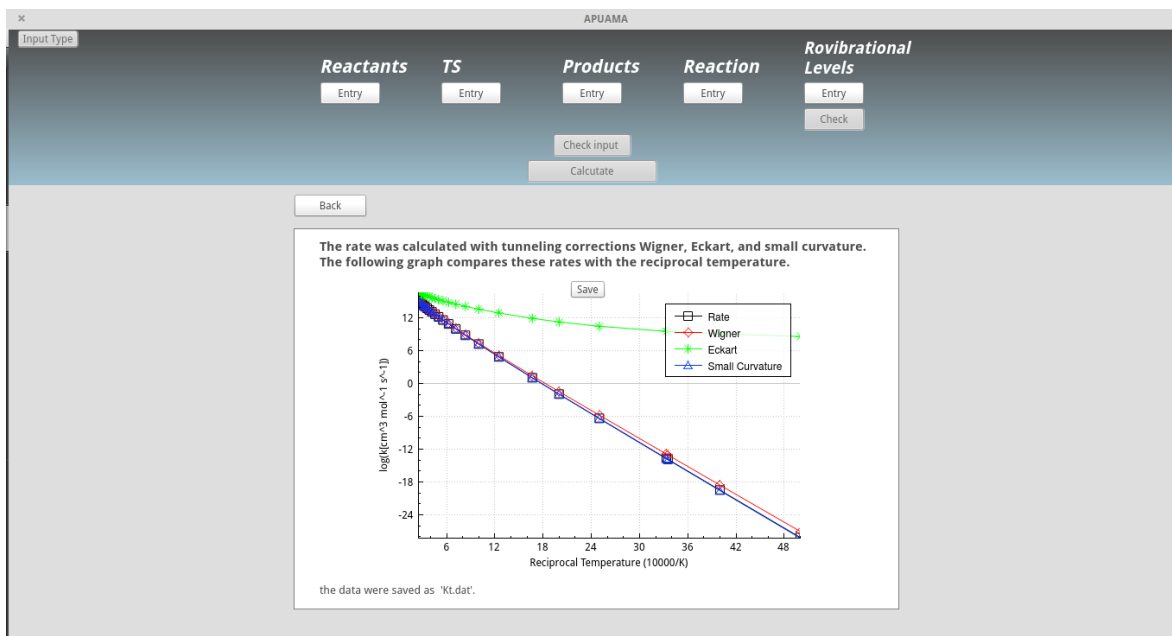 × APUAMA
Input Type
Reactants TS Products Reaction Rovibrational Levels
Entry Entry Entry Entry Entry
Check
Check input
Calcutate
Back
The rate was calculated with tunneling corrections Wigner, Eckart, and small curvature.
The following graph compares these rates with the reciprocal temperature.
Save
Rate
Wigner
Eckart
Small Curvature
log(k[cm^3 mol^-1 s^-1])
12
6
0
-6
-12
-18
-24
6 12 18 24 30 36 42 48
Reciprocal Temperature (10000/K)
the data were saved as 'Kt.dat'.